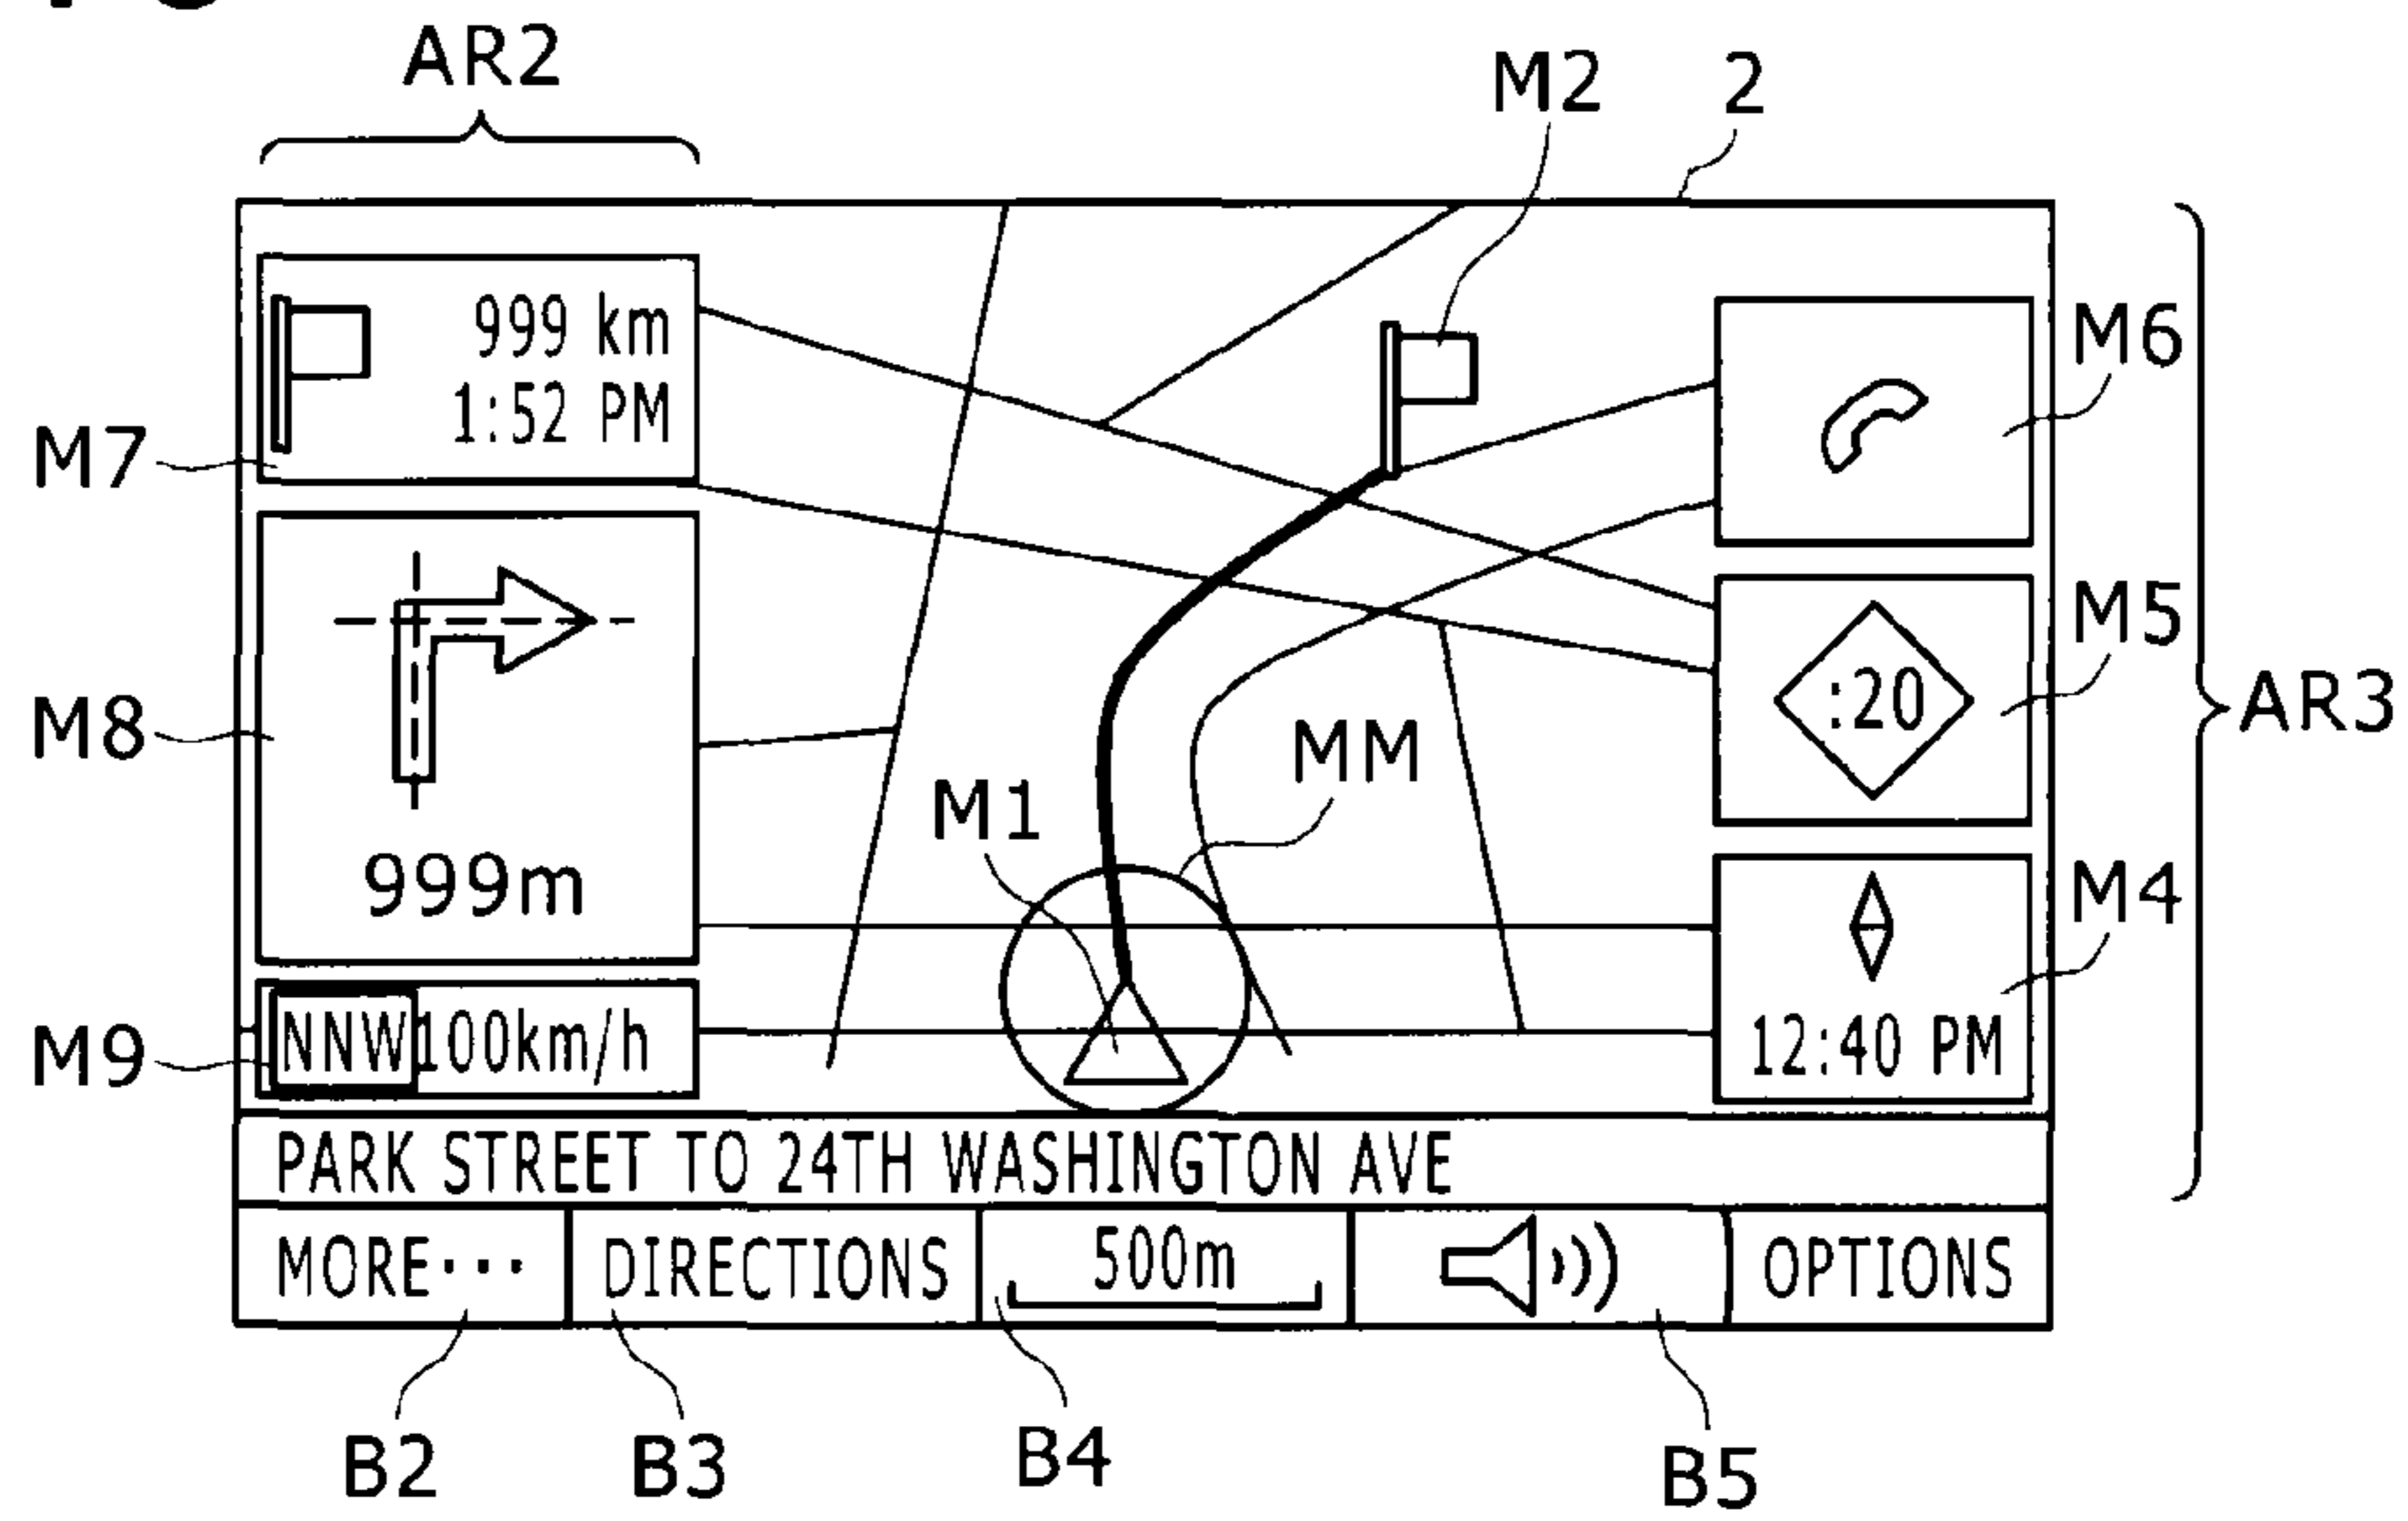 AR2
M2
2
999 km
1:52 PM
M7
M6
M5
:20
AR3
M8
999m
M1
MM
M4
12:40 PM
M9
NNW 100km/h
PARK STREET TO 24TH WASHINGTON AVE
MORE···
DIRECTIONS
500m
OPTIONS
B2
B3
B4
B5